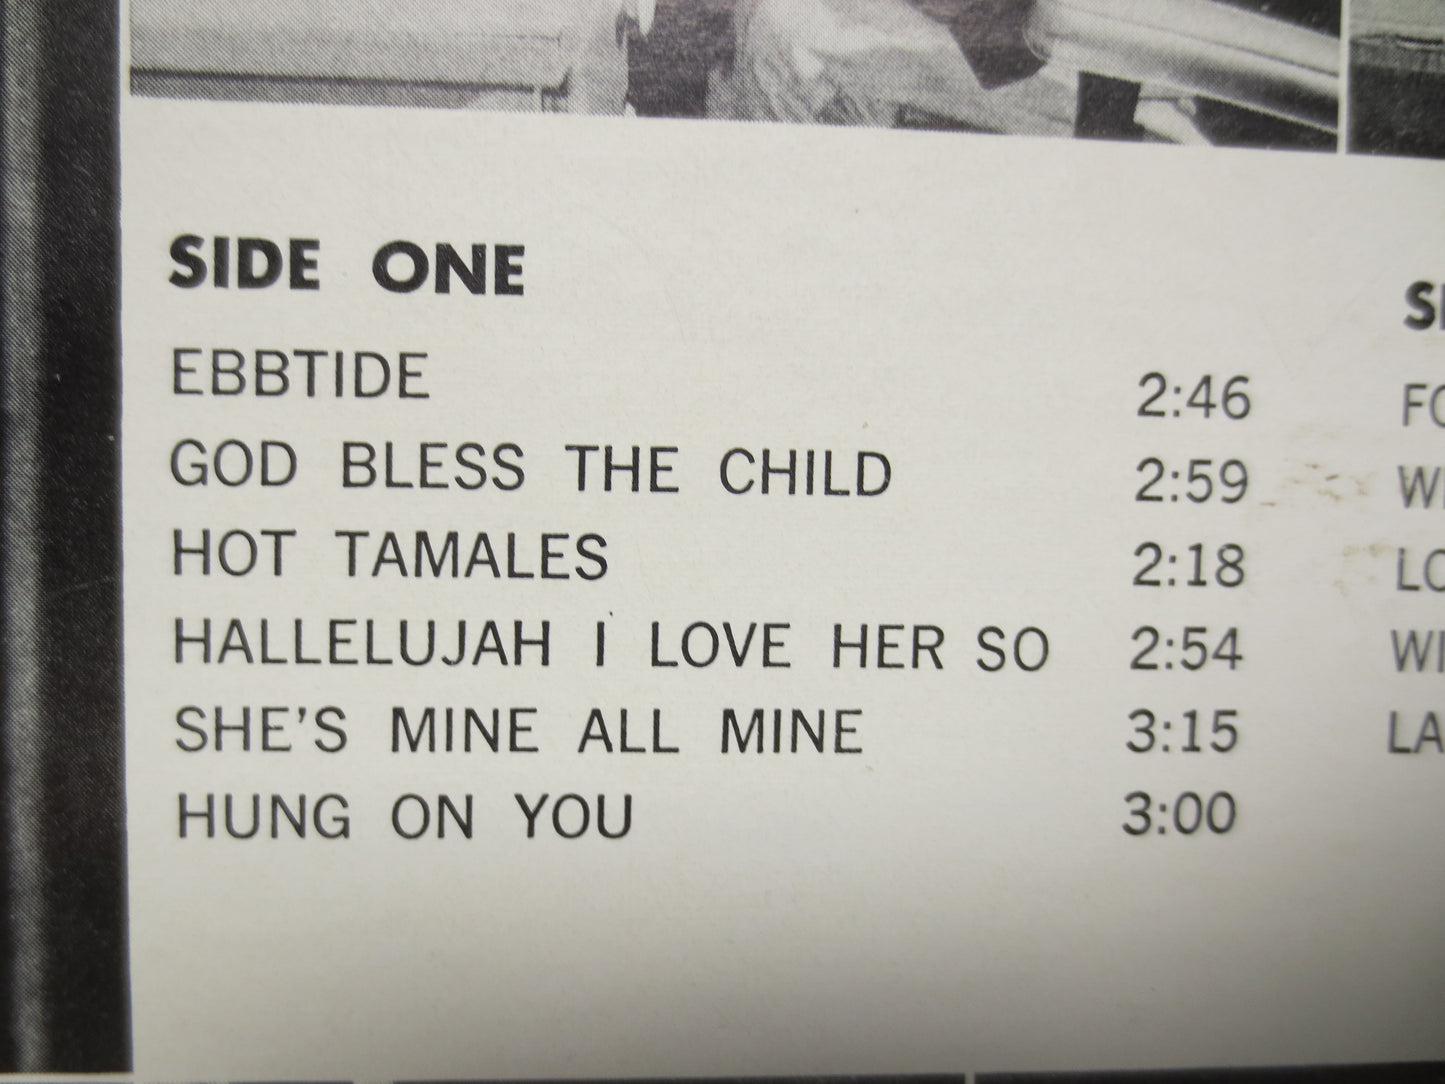 SIDE ONE
EBBTIDE 2:46
GOD BLESS THE CHILD 2:59
HOT TAMALES 2:18
HALLELUJAH I LOVE HER SO 2:54
SHE'S MINE ALL MINE 3:15
HUNG ON YOU 3:00